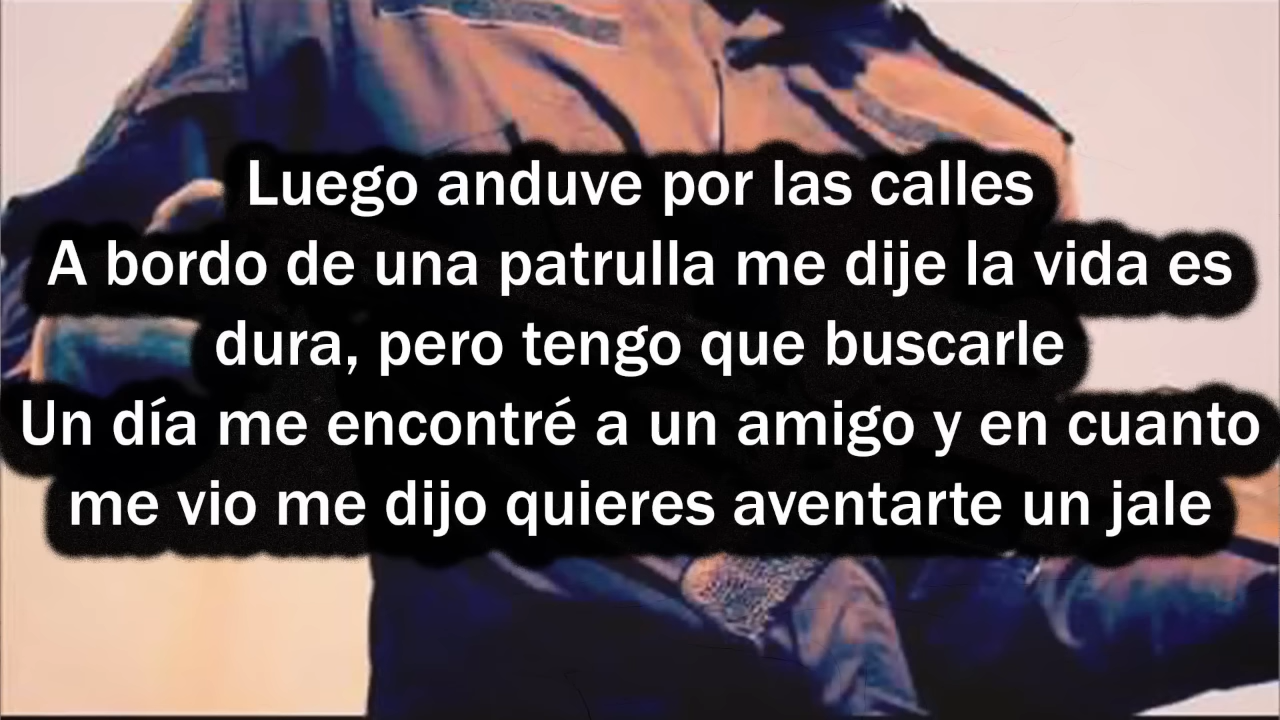 Luego anduve por las calles
A bordo de una patrulla me dije la vida es
dura, pero tengo que buscarle
Un día me encontré a un amigo y en cuanto
me vio me dijo quieres aventarte un jale